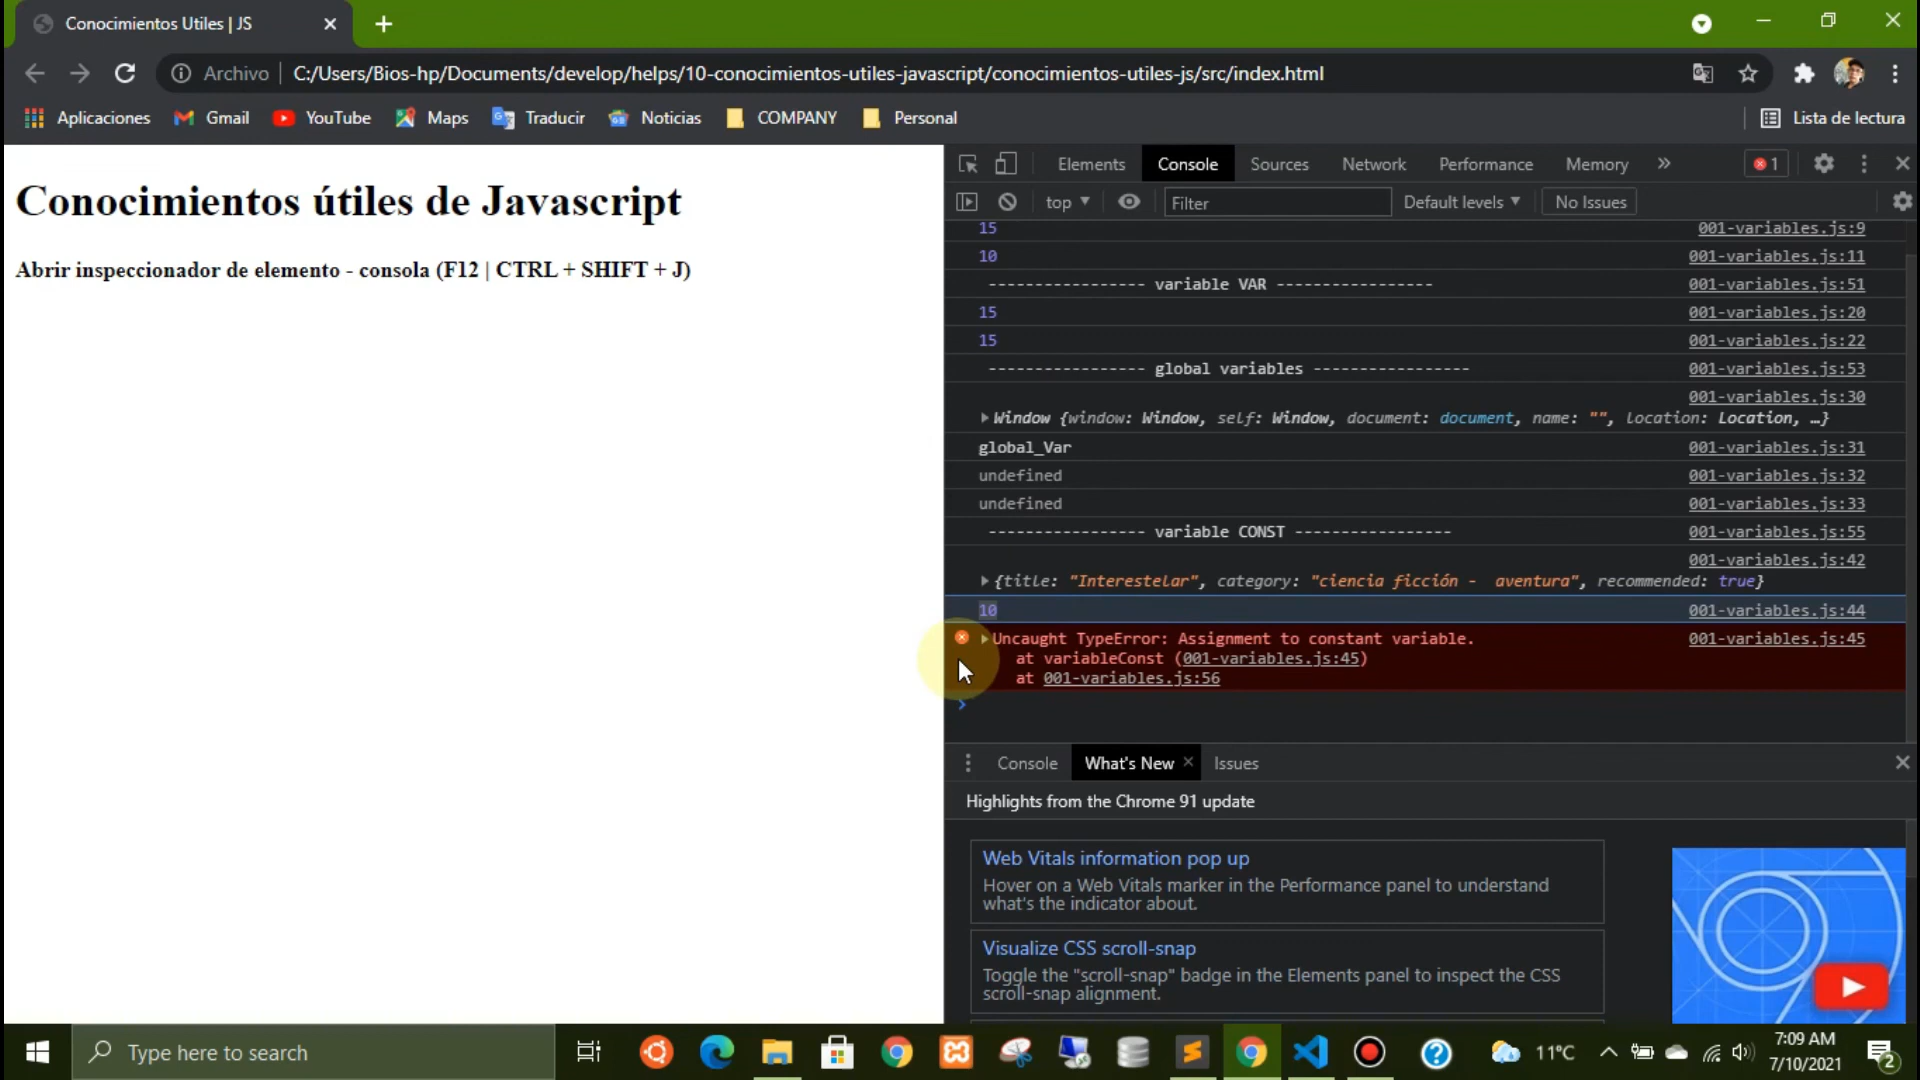 Conocimientos Utiles | JS
Archivo C:/Users/Bios-hp/Documents/develop/helps/10-conocimientos-utiles-javascript/conocimientos-utiles-js/src/index.html
Aplicaciones Gmail YouTube Maps Traducir Noticias COMPANY Personal Lista de lectura
Conocimientos útiles de Javascript
Abrir inspeccionador de elemento - consola (F12 | CTRL + SHIFT + J)
Elements Console Sources Network Performance Memory » 1
top Filter Default levels No Issues
15 001-variables.js:9
10 001-variables.js:11
----------------- variable VAR ----------------- 001-variables.js:51
15 001-variables.js:20
15 001-variables.js:22
----------------- global variables ----------------- 001-variables.js:53
001-variables.js:30
Window {window: Window, self: Window, document: document, name: "", location: Location, …}
global_Var 001-variables.js:31
undefined 001-variables.js:32
undefined 001-variables.js:33
----------------- variable CONST ----------------- 001-variables.js:55
001-variables.js:42
{title: "Interestelar", category: "ciencia ficción -  aventura", recommended: true}
10 001-variables.js:44
Uncaught TypeError: Assignment to constant variable. 001-variables.js:45
at variableConst (001-variables.js:45)
at 001-variables.js:56
Console What's New Issues
Highlights from the Chrome 91 update
Web Vitals information pop up
Hover on a Web Vitals marker in the Performance panel to understand
what's the indicator about.
Visualize CSS scroll-snap
Toggle the "scroll-snap" badge in the Elements panel to inspect the CSS
scroll-snap alignment.
Type here to search
11°C
7:09 AM
7/10/2021
2